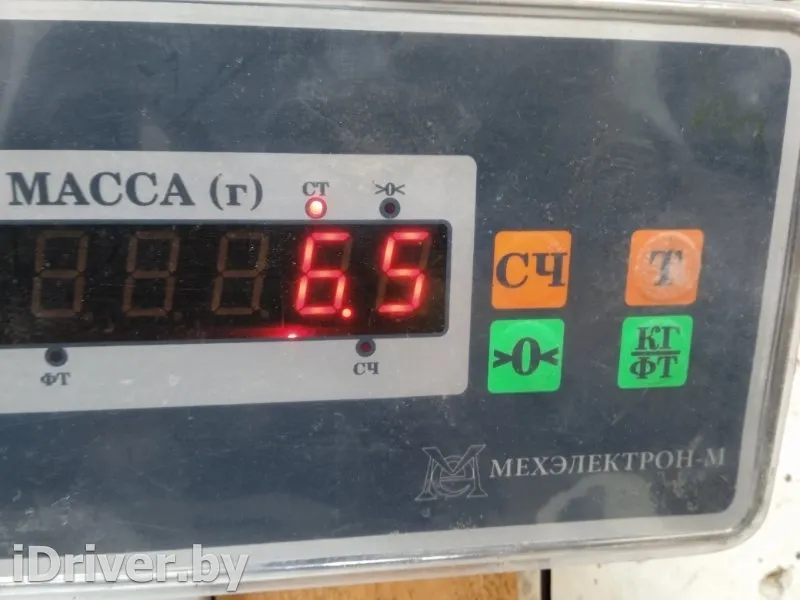 МАССА (г)
СТ >0<
6.5
СЧ Т
>0< КГ
ФТ
ФТ СЧ
МЕХЭЛЕКТРОН-М
iDriver.by